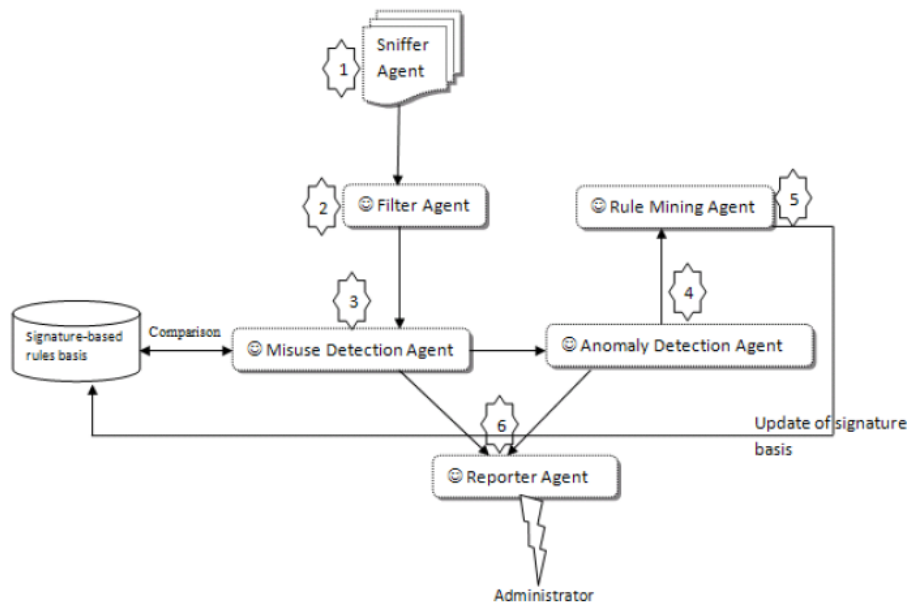 Sniffer
Agent
1
2
Filter Agent
Rule Mining Agent
5
3
4
Signature-based
rules basis
Comparison
Misuse Detection Agent
Anomaly Detection Agent
6
Update of signature
basis
Reporter Agent
Administrator